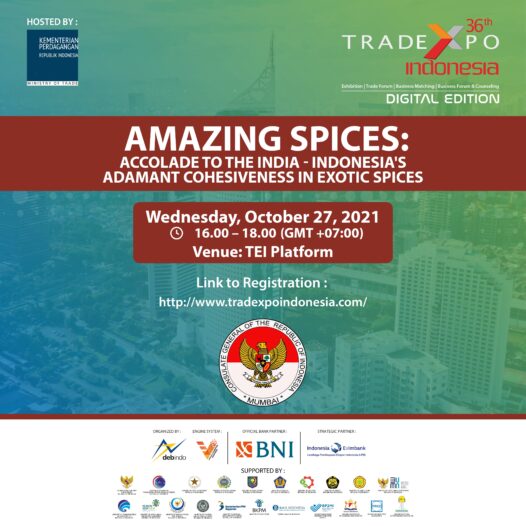 HOSTED BY :
KEMENTERIAN
PERDAGANGAN
REPUBLIK INDONESIA
MINISTRY OF TRADE
36th
TRADE XPO
indonesia
Exhibition | Trade Forum | Business Matching | Business Forum & Counseling
DIGITAL EDITION
AMAZING SPICES:
ACCOLADE TO THE INDIA - INDONESIA'S
ADAMANT COHESIVENESS IN EXOTIC SPICES
Wednesday, October 27, 2021
16.00 – 18.00 (GMT +07:00)
Venue: TEI Platform
Link to Registration :
http://www.tradexpoindonesia.com/
CONSULATE GENERAL OF THE REPUBLIC OF INDONESIA
MUMBAI
ORGANIZED BY : ENGINE SYSTEM : OFFICIAL BANK PARTNER : STRATEGIC PARTNER :
debindo BNI Indonesia Eximbank
SUPPORTED BY :
BKPM BANK INDONESIA